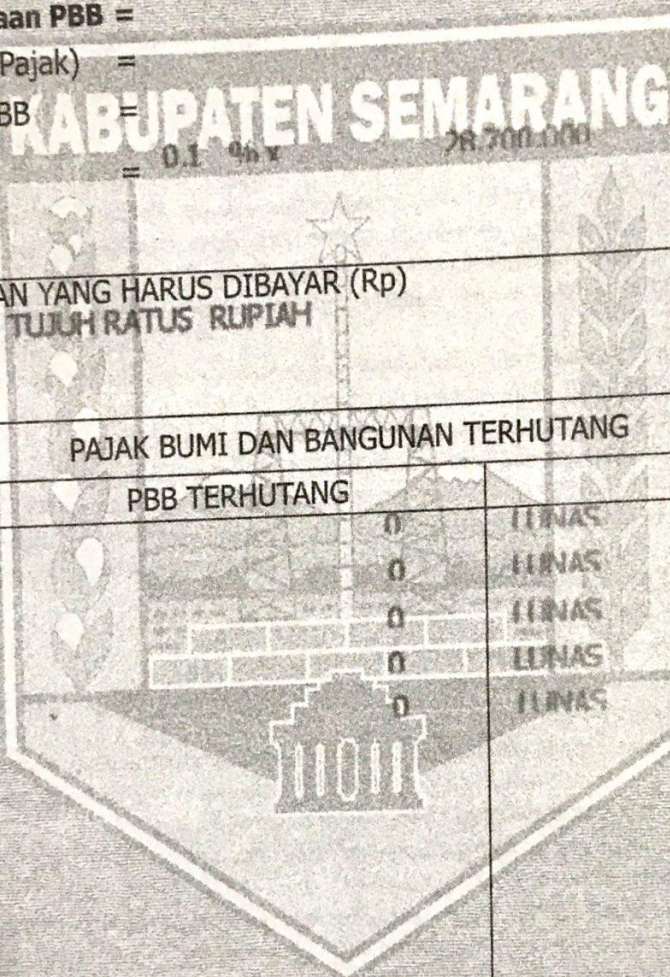 aan PBB =
Pajak) =
BB =
KABUPATEN SEMARANG
= 0.1 % x 28.700.000
AN YANG HARUS DIBAYAR (Rp)
TUJUH RATUS RUPIAH
PAJAK BUMI DAN BANGUNAN TERHUTANG
PBB TERHUTANG
0 LUNAS
0 LUNAS
0 LUNAS
0 LUNAS
0 LUNAS